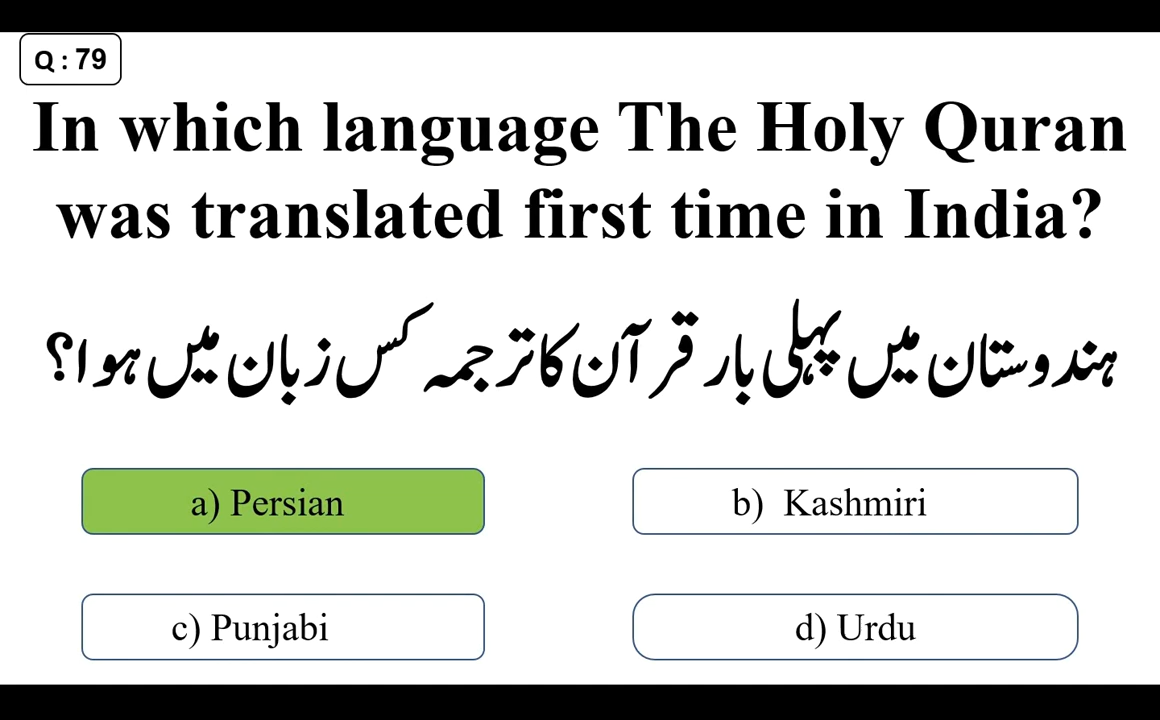 Q : 79
In which language The Holy Quran
was translated first time in India?
ہندوستان میں پہلی بار قرآن کا ترجمہ کس زبان میں ہوا؟
a) Persian
b) Kashmiri
c) Punjabi
d) Urdu